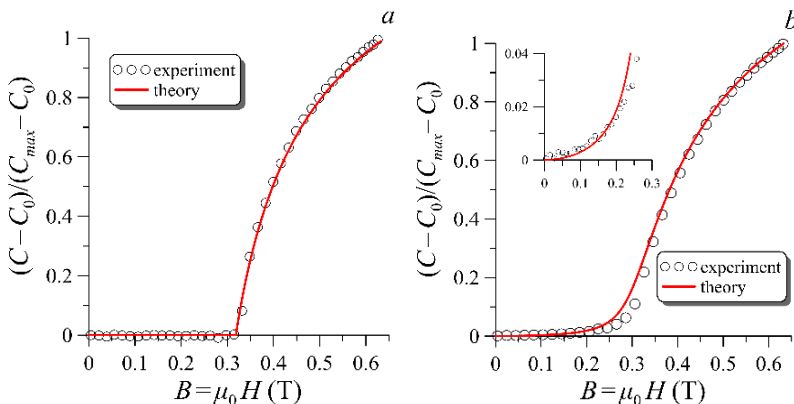 a
1
0.8
0.6
0.4
0.2
0
(C−C₀)/(Cₘₐₓ−C₀)
experiment
theory
0 0.1 0.2 0.3 0.4 0.5 0.6
B=μ₀H (T)
b
1
0.8
0.6
0.4
0.2
0
(C−C₀)/(Cₘₐₓ−C₀)
0.04
0.02
0
0 0.1 0.2 0.3
experiment
theory
0 0.1 0.2 0.3 0.4 0.5 0.6
B=μ₀H (T)